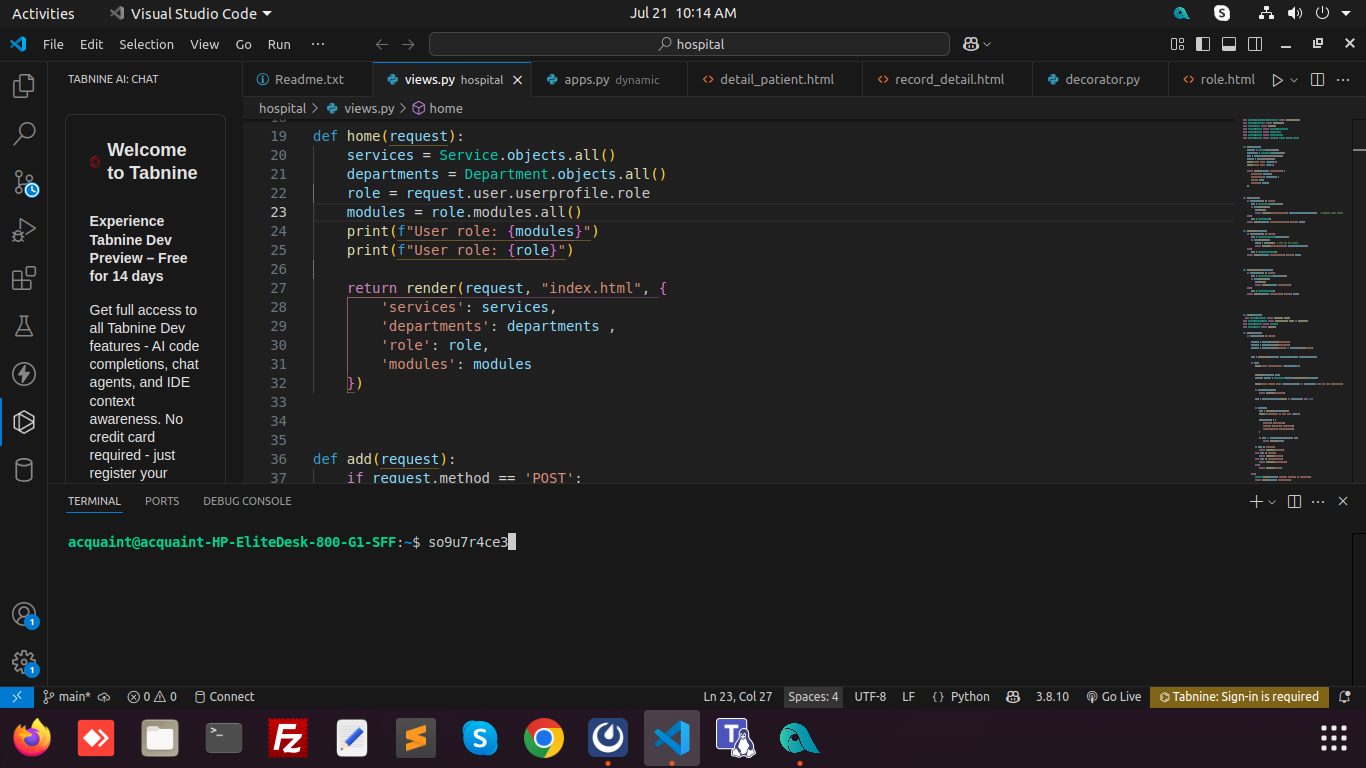 Activities
Visual Studio Code
Jul 21 10:14 AM
File Edit Selection View Go Run ···
hospital
TABNINE AI: CHAT
Readme.txt
views.py hospital
apps.py dynamic
detail_patient.html
record_detail.html
decorator.py
role.html
hospital > views.py > home
Welcome
to Tabnine
Experience
Tabnine Dev
Preview – Free
for 14 days
Get full access to
all Tabnine Dev
features - AI code
completions, chat
agents, and IDE
context
awareness. No
credit card
required - just
register your
18
19 def home(request):
20     services = Service.objects.all()
21     departments = Department.objects.all()
22     role = request.user.userprofile.role
23     modules = role.modules.all()
24     print(f"User role: {modules}")
25     print(f"User role: {role}")
26
27     return render(request, "index.html", {
28         'services': services,
29         'departments': departments ,
30         'role': role,
31         'modules': modules
32     })
33
34
35
36 def add(request):
37     if request.method == 'POST':
TERMINAL PORTS DEBUG CONSOLE
acquaint@acquaint-HP-EliteDesk-800-G1-SFF:~$ so9u7r4ce3
1
1
main* 0 0 Connect
Ln 23, Col 27 Spaces: 4 UTF-8 LF {} Python 3.8.10 Go Live Tabnine: Sign-in is required